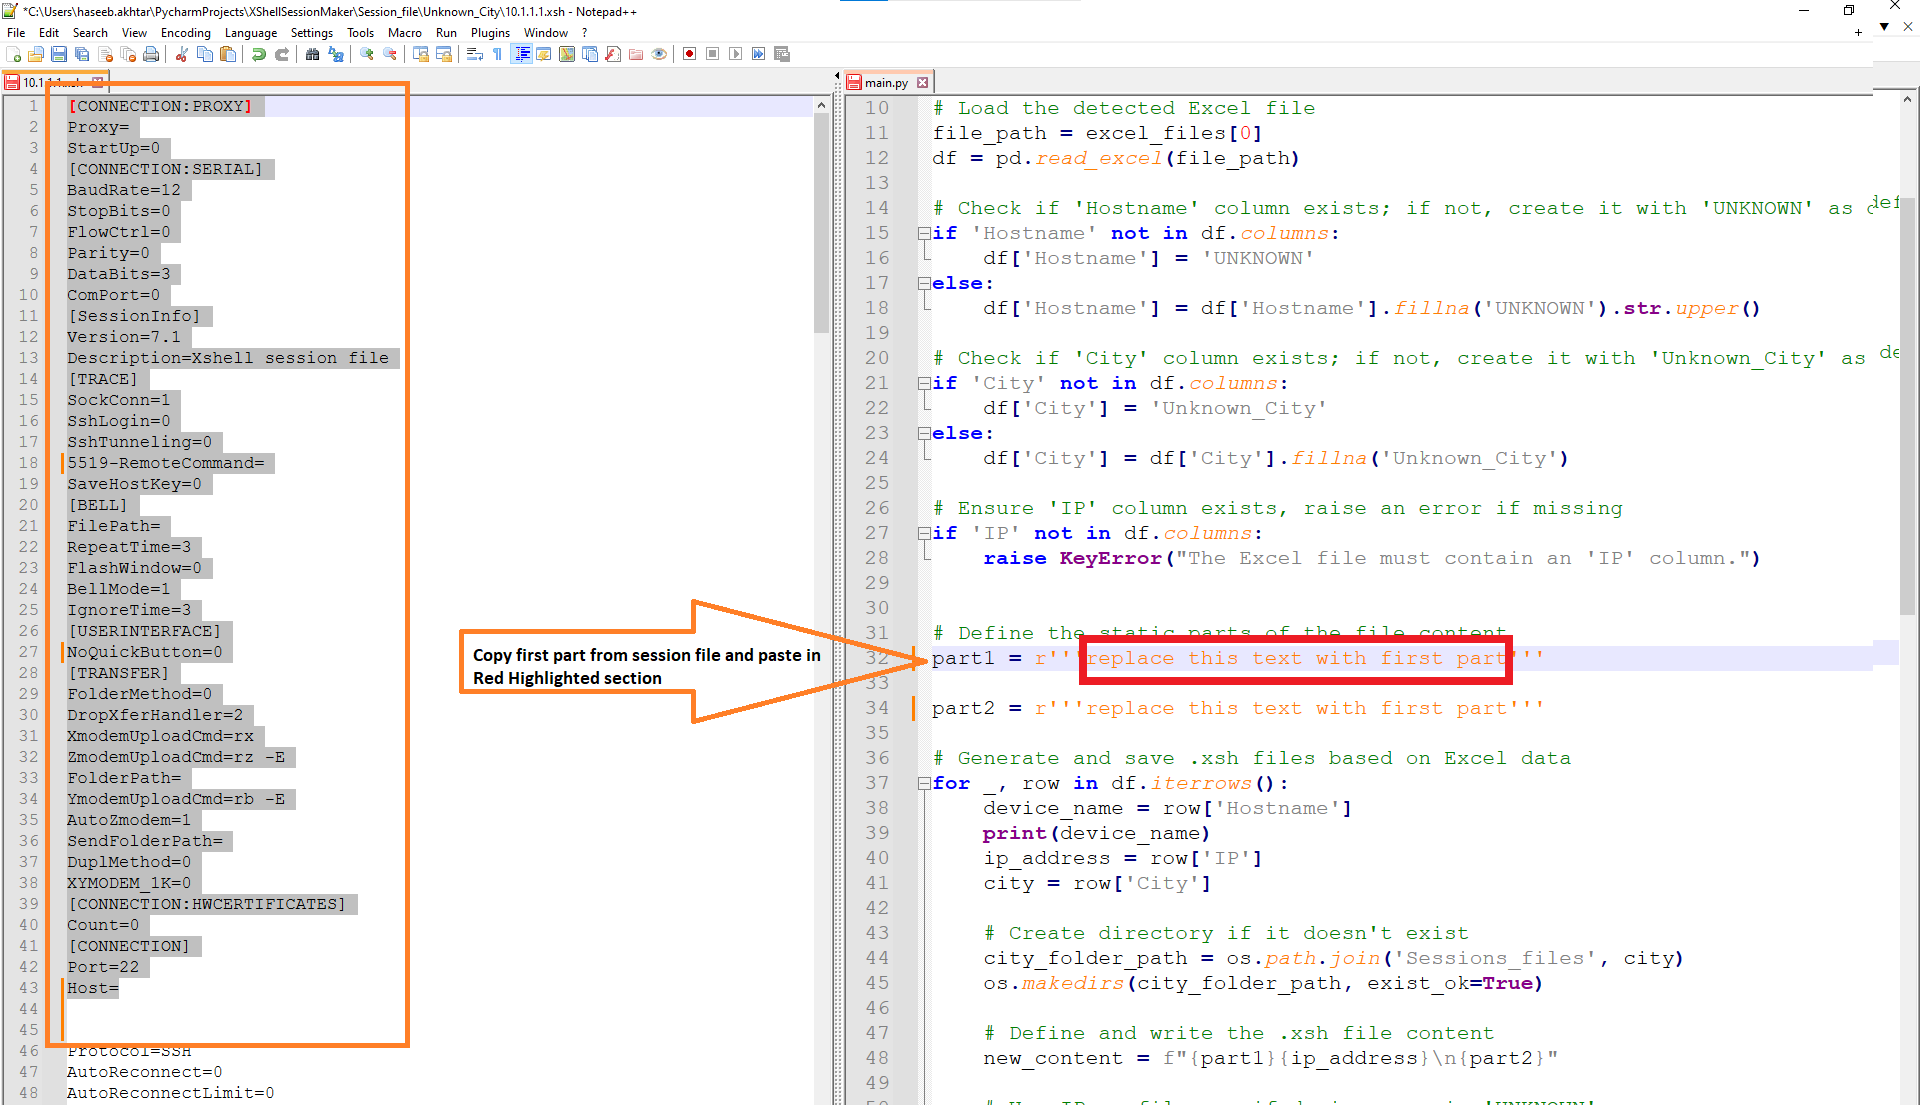 *C:\Users\haseeb.akhtar\PycharmProjects\XShellSessionMaker\Session_file\Unknown_City\10.1.1.1.xsh - Notepad++
File Edit Search View Encoding Language Settings Tools Macro Run Plugins Window ?
10.1.1.1.xsh
1 [CONNECTION:PROXY]
2 Proxy=
3 StartUp=0
4 [CONNECTION:SERIAL]
5 BaudRate=12
6 StopBits=0
7 FlowCtrl=0
8 Parity=0
9 DataBits=3
10 ComPort=0
11 [SessionInfo]
12 Version=7.1
13 Description=Xshell session file
14 [TRACE]
15 SockConn=1
16 SshLogin=0
17 SshTunneling=0
18 5519-RemoteCommand=
19 SaveHostKey=0
20 [BELL]
21 FilePath=
22 RepeatTime=3
23 FlashWindow=0
24 BellMode=1
25 IgnoreTime=3
26 [USERINTERFACE]
27 NoQuickButton=0
28 [TRANSFER]
29 FolderMethod=0
30 DropXferHandler=2
31 XmodemUploadCmd=rx
32 ZmodemUploadCmd=rz -E
33 FolderPath=
34 YmodemUploadCmd=rb -E
35 AutoZmodem=1
36 SendFolderPath=
37 DuplMethod=0
38 XYMODEM_1K=0
39 [CONNECTION:HWCERTIFICATES]
40 Count=0
41 [CONNECTION]
42 Port=22
43 Host=
44
45
46 Protocol=SSH
47 AutoReconnect=0
48 AutoReconnectLimit=0
Copy first part from session file and paste in
Red Highlighted section
main.py
10 # Load the detected Excel file
11 file_path = excel_files[0]
12 df = pd.read_excel(file_path)
13
14 # Check if 'Hostname' column exists; if not, create it with 'UNKNOWN' as def
15 if 'Hostname' not in df.columns:
16 df['Hostname'] = 'UNKNOWN'
17 else:
18 df['Hostname'] = df['Hostname'].fillna('UNKNOWN').str.upper()
19
20 # Check if 'City' column exists; if not, create it with 'Unknown_City' as de
21 if 'City' not in df.columns:
22 df['City'] = 'Unknown_City'
23 else:
24 df['City'] = df['City'].fillna('Unknown_City')
25
26 # Ensure 'IP' column exists, raise an error if missing
27 if 'IP' not in df.columns:
28 raise KeyError("The Excel file must contain an 'IP' column.")
29
30
31 # Define the static parts of the file content
32 part1 = r'''replace this text with first part'''
33
34 part2 = r'''replace this text with first part'''
35
36 # Generate and save .xsh files based on Excel data
37 for _, row in df.iterrows():
38 device_name = row['Hostname']
39 print(device_name)
40 ip_address = row['IP']
41 city = row['City']
42
43 # Create directory if it doesn't exist
44 city_folder_path = os.path.join('Sessions_files', city)
45 os.makedirs(city_folder_path, exist_ok=True)
46
47 # Define and write the .xsh file content
48 new_content = f"{part1}{ip_address}\n{part2}"
49